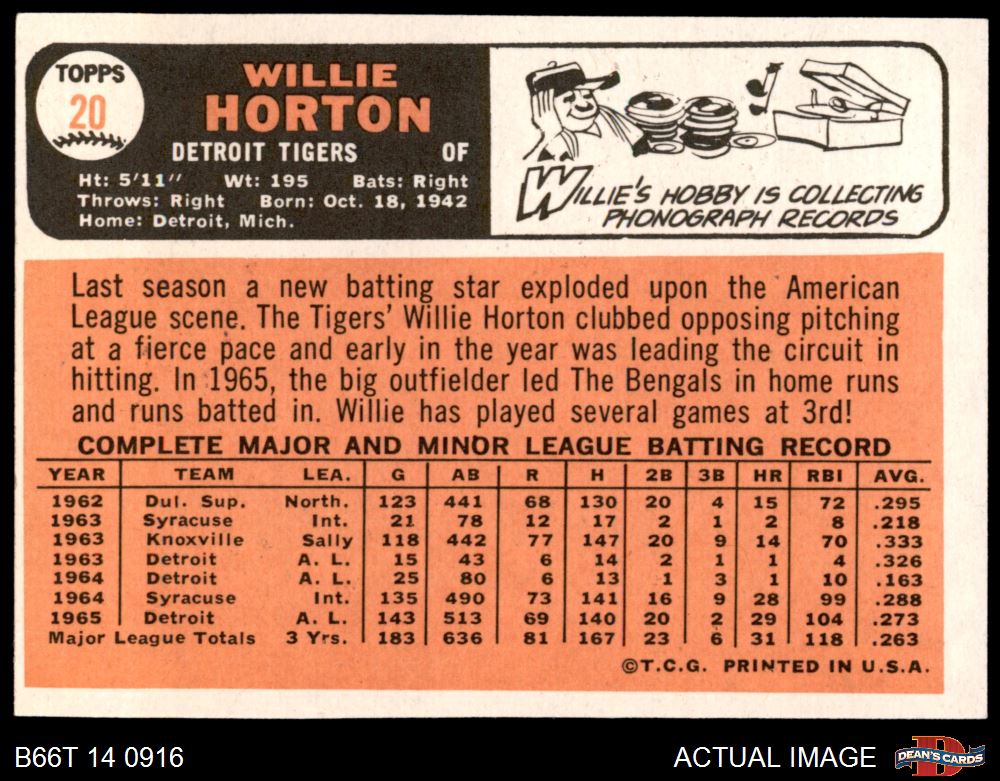 TOPPS
20
WILLIE
HORTON
DETROIT TIGERS OF
Ht: 5'11" Wt: 195 Bats: Right
Throws: Right Born: Oct. 18, 1942
Home: Detroit, Mich.
WILLIE'S HOBBY IS COLLECTING
PHONOGRAPH RECORDS
Last season a new batting star exploded upon the American
League scene. The Tigers' Willie Horton clubbed opposing pitching
at a fierce pace and early in the year was leading the circuit in
hitting. In 1965, the big outfielder led The Bengals in home runs
and runs batted in. Willie has played several games at 3rd!
COMPLETE MAJOR AND MINOR LEAGUE BATTING RECORD
YEAR TEAM LEA. G AB R H 2B 3B HR RBI AVG.
1962 Dul. Sup. North. 123 441 68 130 20 4 15 72 .295
1963 Syracuse Int. 21 78 12 17 2 1 2 8 .218
1963 Knoxville Sally 118 442 77 147 20 9 14 70 .333
1963 Detroit A. L. 15 43 6 14 2 1 1 4 .326
1964 Detroit A. L. 25 80 6 13 1 3 1 10 .163
1964 Syracuse Int. 135 490 73 141 16 9 28 99 .288
1965 Detroit A. L. 143 513 69 140 20 2 29 104 .273
Major League Totals 3 Yrs. 183 636 81 167 23 6 31 118 .263
©T.C.G. PRINTED IN U.S.A.
B66T 14 0916 ACTUAL IMAGE
DEAN'S CARDS